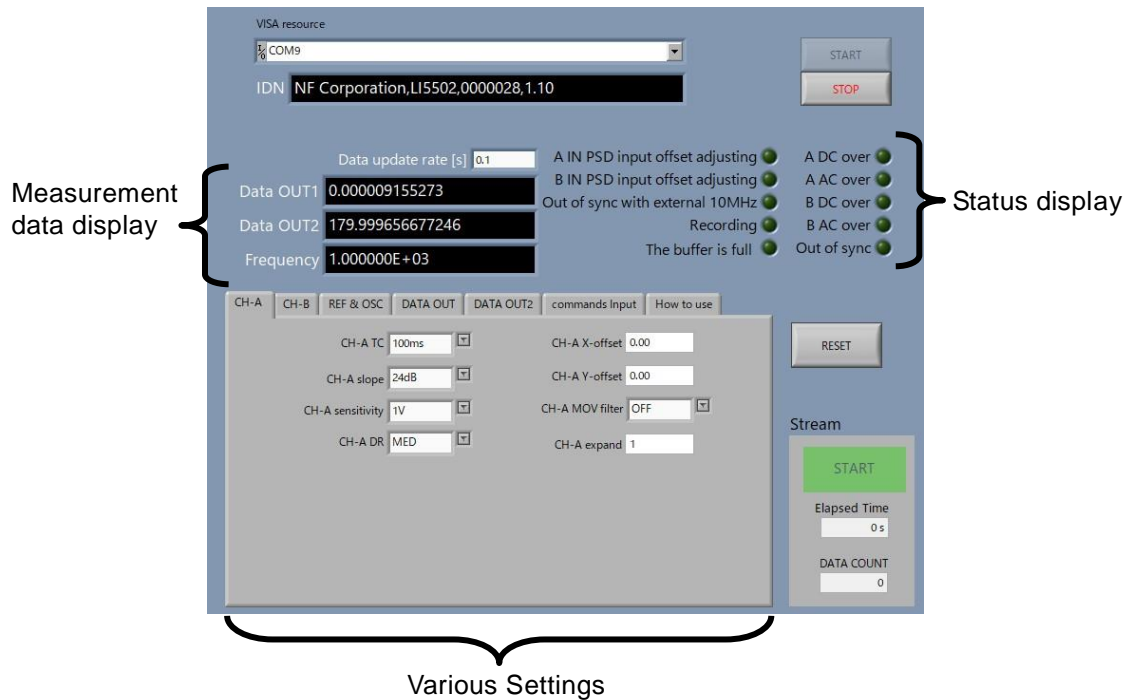 VISA resource
I/O COM9
START
IDN NF Corporation,LI5502,0000028,1.10
STOP
Measurement
data display
Data update rate [s] 0.1
Data OUT1 0.000009155273
Data OUT2 179.999656677246
Frequency 1.000000E+03
A IN PSD input offset adjusting
B IN PSD input offset adjusting
Out of sync with external 10MHz
Recording
The buffer is full
A DC over
A AC over
B DC over
B AC over
Out of sync
Status display
CH-A CH-B REF & OSC DATA OUT DATA OUT2 commands Input How to use
CH-A TC 100ms
CH-A slope 24dB
CH-A sensitivity 1V
CH-A DR MED
CH-A X-offset 0.00
CH-A Y-offset 0.00
CH-A MOV filter OFF
CH-A expand 1
RESET
Stream
START
Elapsed Time
0 s
DATA COUNT
0
Various Settings